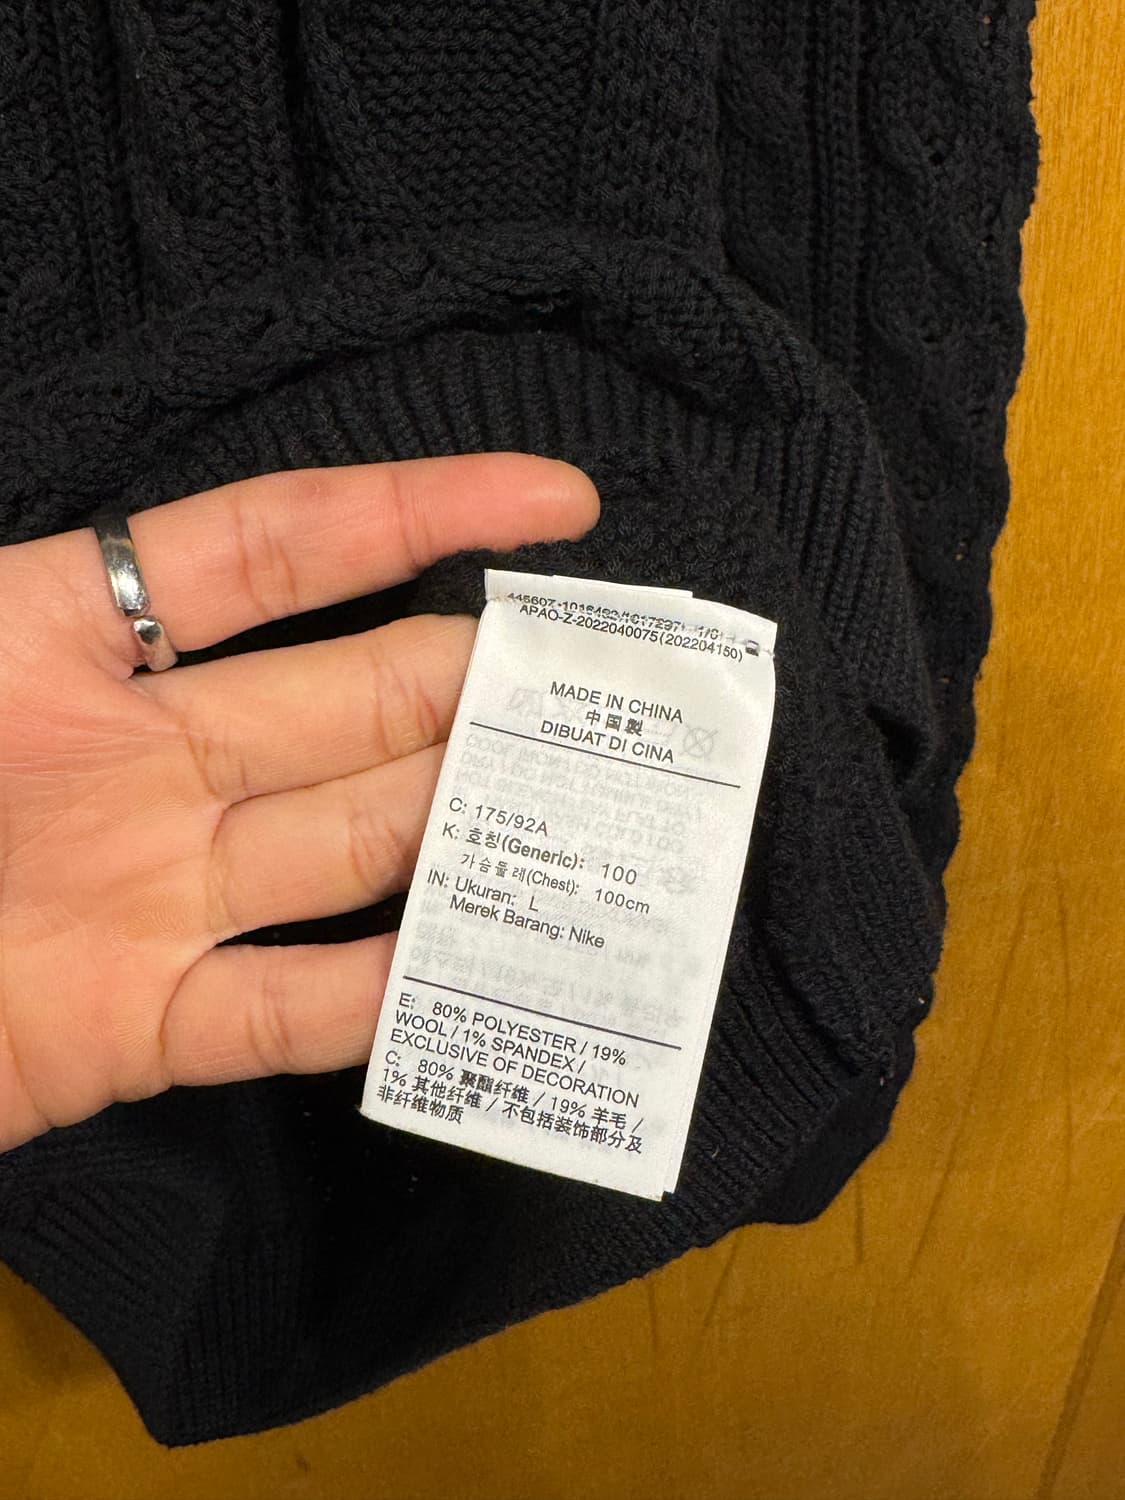 APAO-Z-2022040075(202204150)
MADE IN CHINA
中国製
DIBUAT DI CINA
C: 175/92A
K: 호칭(Generic): 100
가슴둘레(Chest): 100cm
IN: Ukuran: L
Merek Barang: Nike
E: 80% POLYESTER / 19%
WOOL / 1% SPANDEX /
EXCLUSIVE OF DECORATION
C: 80% 聚酯纤维 / 19% 羊毛 /
1% 其他纤维 / 不包括装饰部分及
非纤维物质